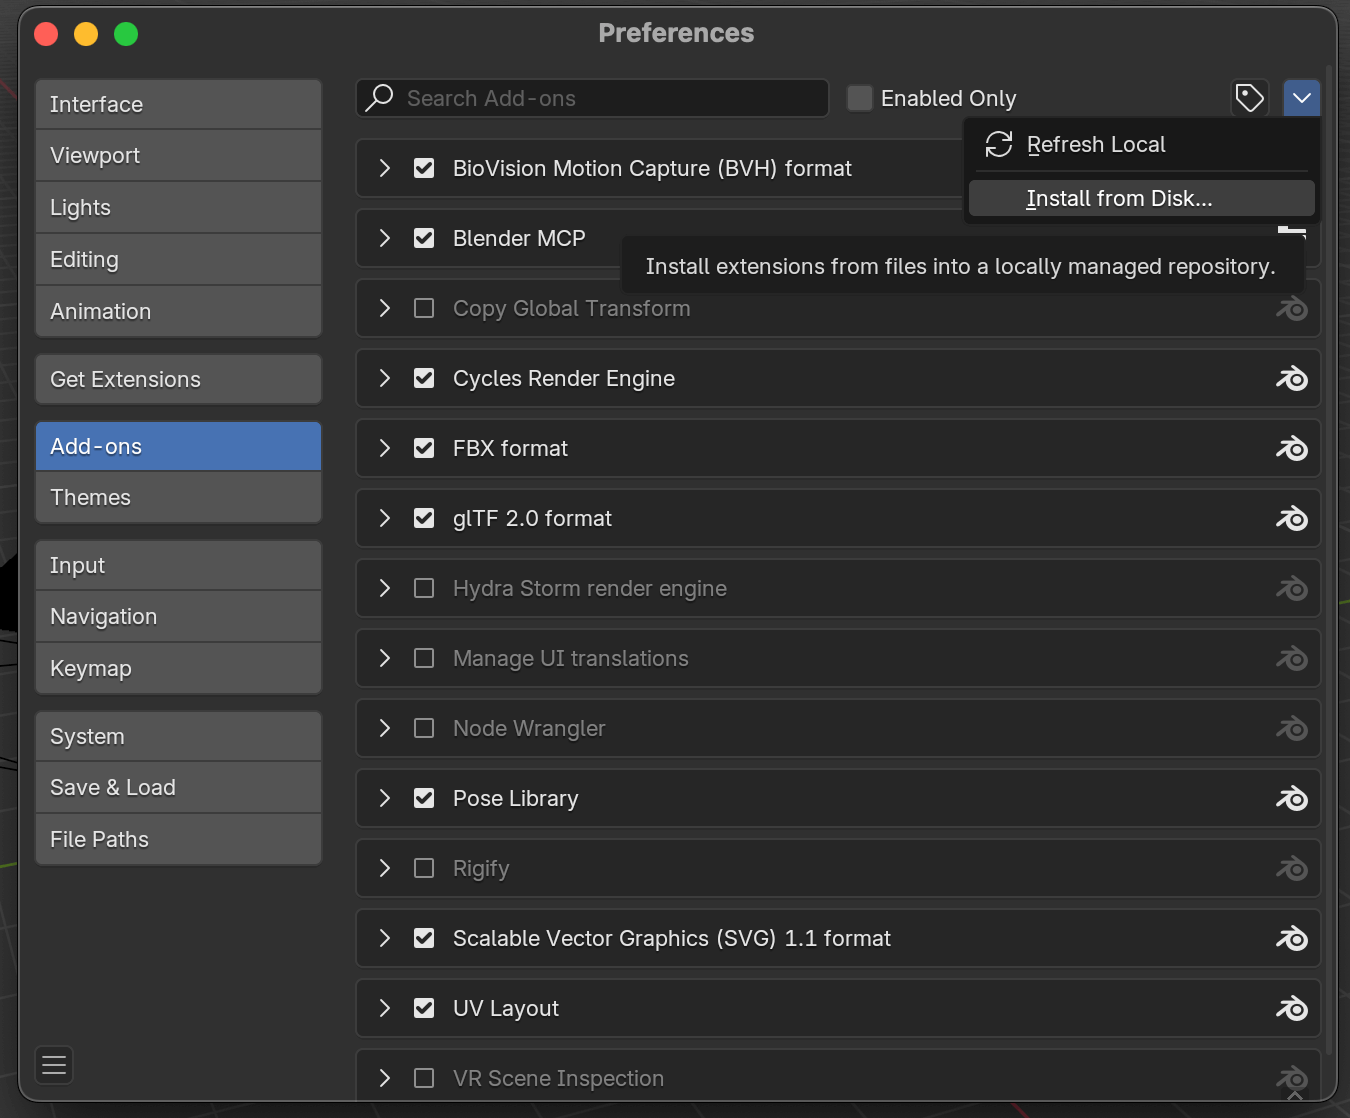 Preferences
Interface
Viewport
Lights
Editing
Animation
Get Extensions
Add-ons
Themes
Input
Navigation
Keymap
System
Save & Load
File Paths
Search Add-ons
Enabled Only
Refresh Local
Install from Disk...
Install extensions from files into a locally managed repository.
BioVision Motion Capture (BVH) format
Blender MCP
Copy Global Transform
Cycles Render Engine
FBX format
glTF 2.0 format
Hydra Storm render engine
Manage UI translations
Node Wrangler
Pose Library
Rigify
Scalable Vector Graphics (SVG) 1.1 format
UV Layout
VR Scene Inspection